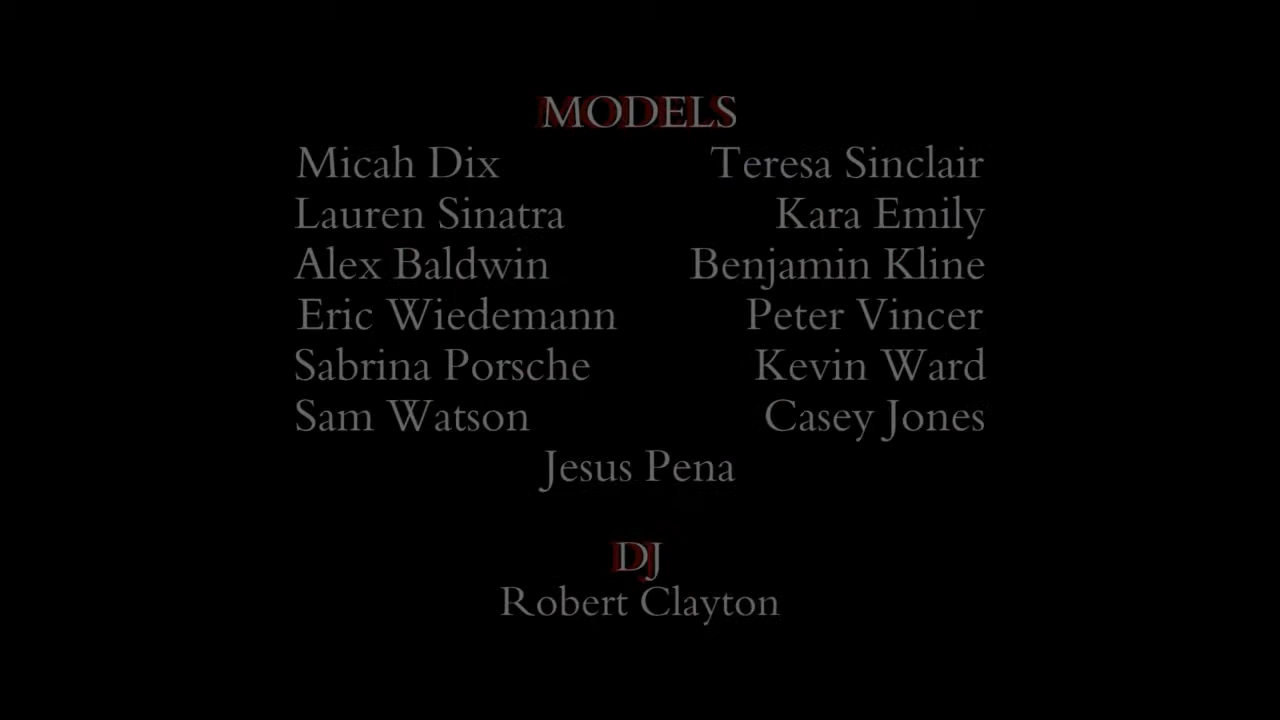 MODELS
Micah Dix Teresa Sinclair
Lauren Sinatra Kara Emily
Alex Baldwin Benjamin Kline
Eric Wiedemann Peter Vincer
Sabrina Porsche Kevin Ward
Sam Watson Casey Jones
Jesus Pena
DJ
Robert Clayton